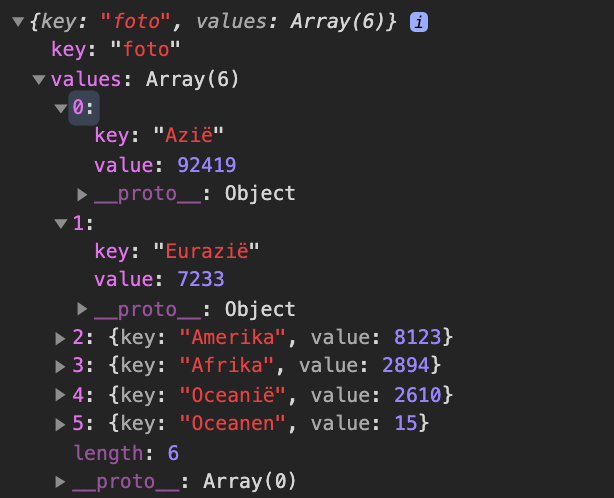 ▼{key: "foto", values: Array(6)} i
key: "foto"
▼values: Array(6)
▼0:
key: "Azië"
value: 92419
▶__proto__: Object
▼1:
key: "Eurazië"
value: 7233
▶__proto__: Object
▶2: {key: "Amerika", value: 8123}
▶3: {key: "Afrika", value: 2894}
▶4: {key: "Oceanië", value: 2610}
▶5: {key: "Oceanen", value: 15}
length: 6
▶__proto__: Array(0)